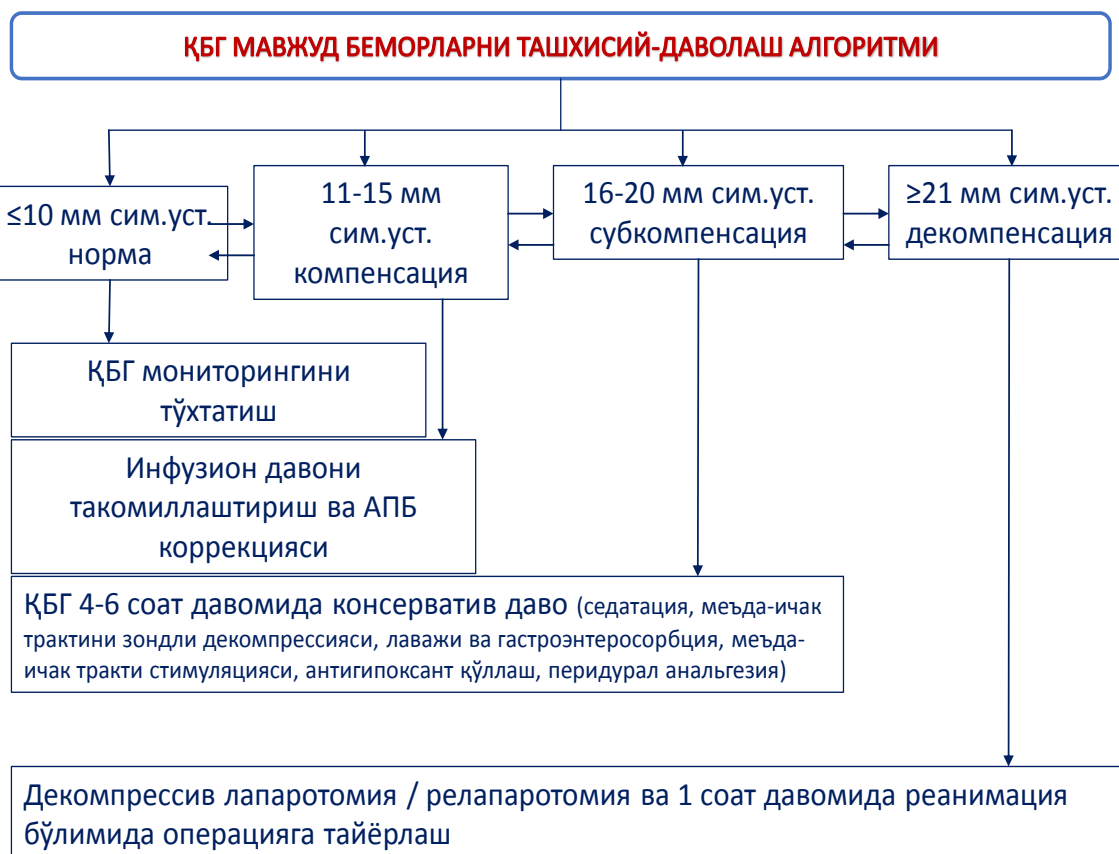 ҚБГ МАВЖУД БЕМОРЛАРНИ ТАШХИСИЙ-ДАВОЛАШ АЛГОРИТМИ
≤10 мм сим.уст.
норма
11-15 мм
сим.уст.
компенсация
16-20 мм сим.уст.
субкомпенсация
≥21 мм сим.уст.
декомпенсация
ҚБГ мониторингини
тўхтатиш
Инфузион давони
такомиллаштириш ва АПБ
коррекцияси
ҚБГ 4-6 соат давомида консерватив даво (седатация, меъда-ичак
трактини зондли декомпрессияси, лаважи ва гастроэнтеросорбция, меъда-
ичак тракти стимуляцияси, антигипоксант қўллаш, перидурал анальгезия)
Декомпрессив лапаротомия / релапаротомия ва 1 соат давомида реанимация
бўлимида операцияга тайёрлаш